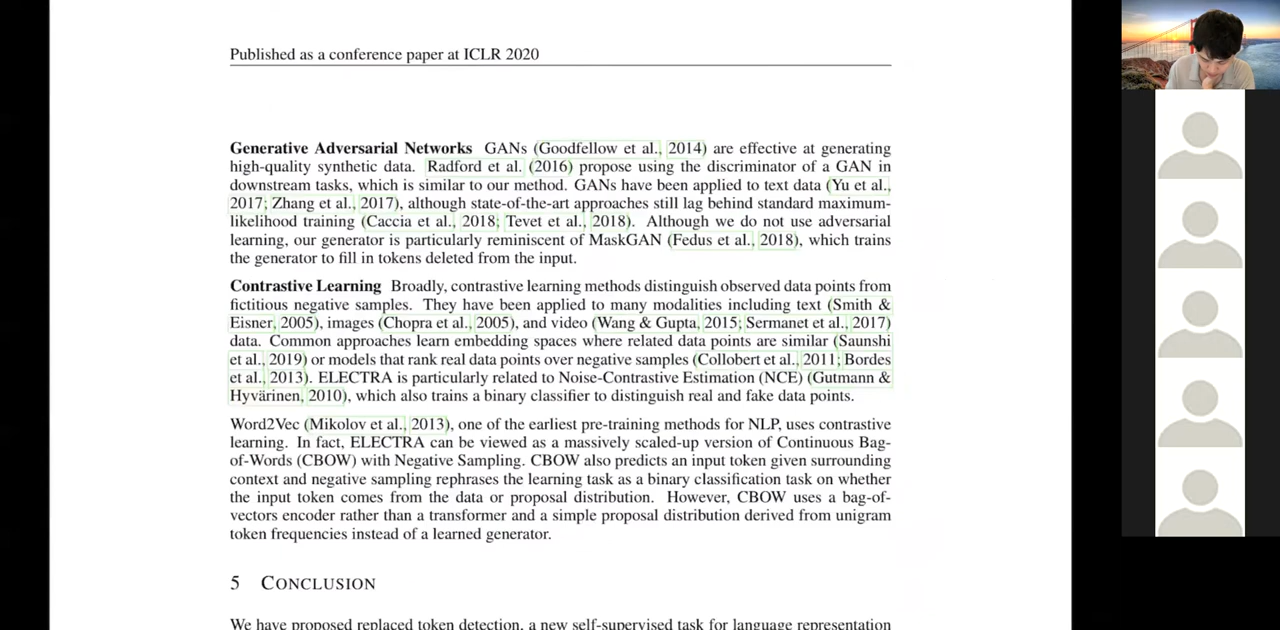 Published as a conference paper at ICLR 2020
Generative Adversarial Networks GANs (Goodfellow et al., 2014) are effective at generating
high-quality synthetic data. Radford et al. (2016) propose using the discriminator of a GAN in
downstream tasks, which is similar to our method. GANs have been applied to text data (Yu et al.,
2017; Zhang et al., 2017), although state-of-the-art approaches still lag behind standard maximum-
likelihood training (Caccia et al., 2018; Tevet et al., 2018). Although we do not use adversarial
learning, our generator is particularly reminiscent of MaskGAN (Fedus et al., 2018), which trains
the generator to fill in tokens deleted from the input.
Contrastive Learning Broadly, contrastive learning methods distinguish observed data points from
fictitious negative samples. They have been applied to many modalities including text (Smith &
Eisner, 2005), images (Chopra et al., 2005), and video (Wang & Gupta, 2015; Sermanet et al., 2017)
data. Common approaches learn embedding spaces where related data points are similar (Saunshi
et al., 2019) or models that rank real data points over negative samples (Collobert et al., 2011; Bordes
et al., 2013). ELECTRA is particularly related to Noise-Contrastive Estimation (NCE) (Gutmann &
Hyvärinen, 2010), which also trains a binary classifier to distinguish real and fake data points.
Word2Vec (Mikolov et al., 2013), one of the earliest pre-training methods for NLP, uses contrastive
learning. In fact, ELECTRA can be viewed as a massively scaled-up version of Continuous Bag-
of-Words (CBOW) with Negative Sampling. CBOW also predicts an input token given surrounding
context and negative sampling rephrases the learning task as a binary classification task on whether
the input token comes from the data or proposal distribution. However, CBOW uses a bag-of-
vectors encoder rather than a transformer and a simple proposal distribution derived from unigram
token frequencies instead of a learned generator.
5 CONCLUSION
We have proposed replaced token detection, a new self-supervised task for language representation